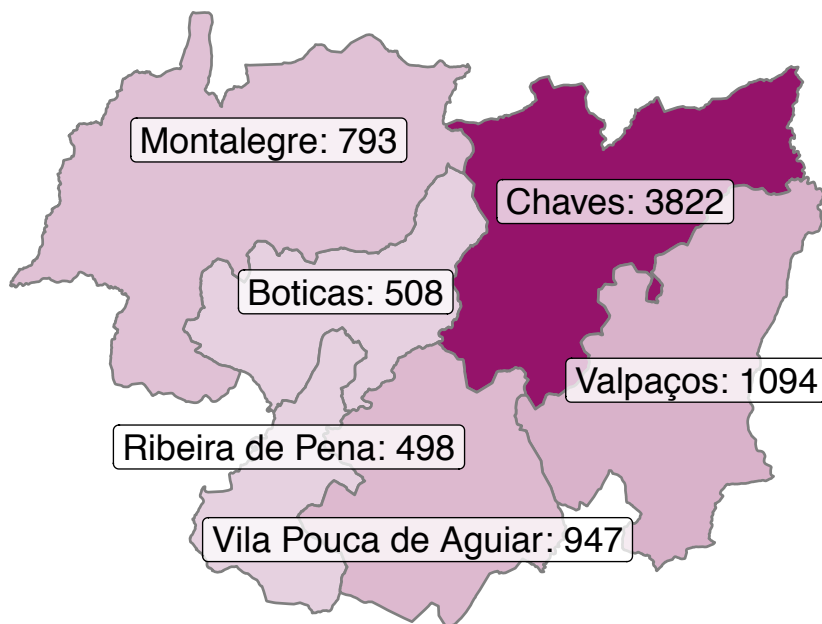 Montalegre: 793
Chaves: 3822
Boticas: 508
Valpaços: 1094
Ribeira de Pena: 498
Vila Pouca de Aguiar: 947